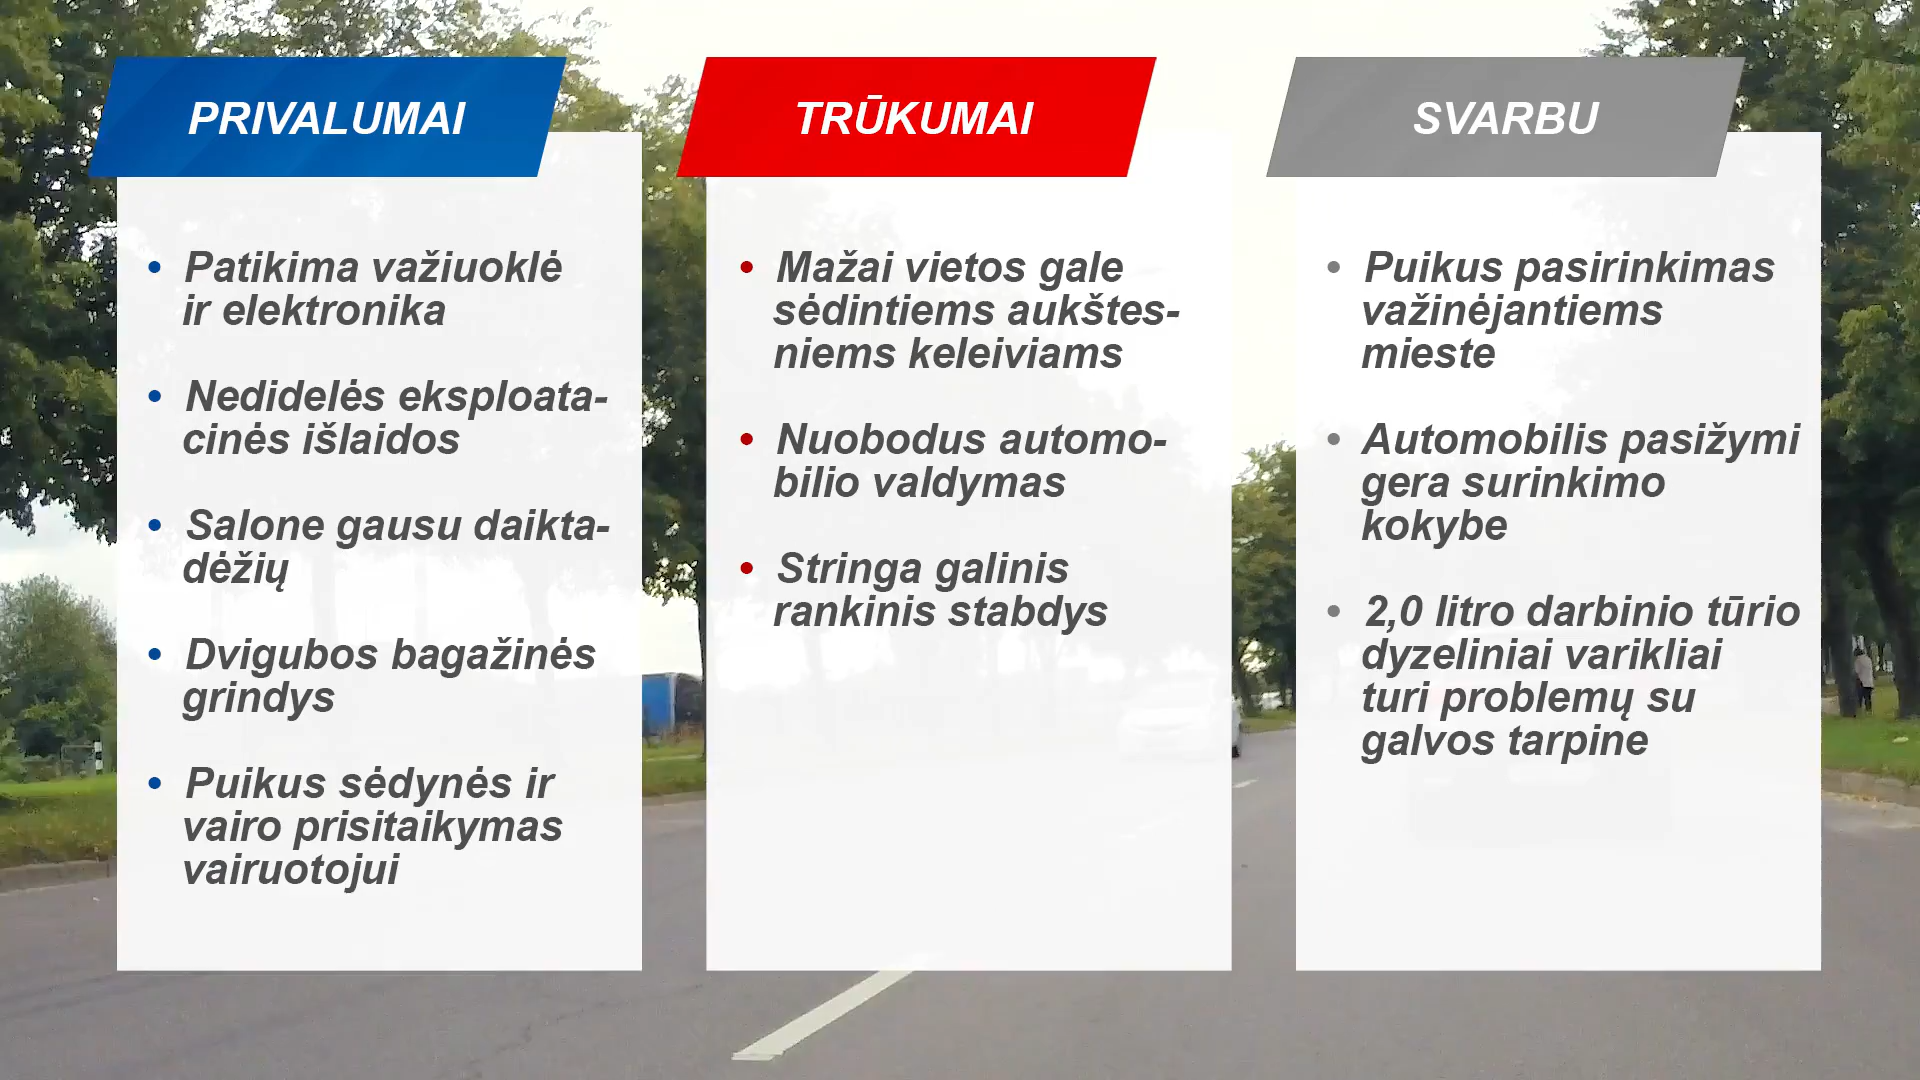 PRIVALUMAI
• Patikima važiuoklė
ir elektronika
• Nedidelės eksploata-
cinės išlaidos
• Salone gausu daikta-
dėžių
• Dvigubos bagažinės
grindys
• Puikus sėdynės ir
vairo prisitaikymas
vairuotojui
TRŪKUMAI
• Mažai vietos gale
sėdintiems aukštes-
niems keleiviams
• Nuobodus automo-
bilio valdymas
• Stringa galinis
rankinis stabdys
SVARBU
• Puikus pasirinkimas
važinėjantiems
mieste
• Automobilis pasižymi
gera surinkimo
kokybe
• 2,0 litro darbinio tūrio
dyzeliniai varikliai
turi problemų su
galvos tarpine